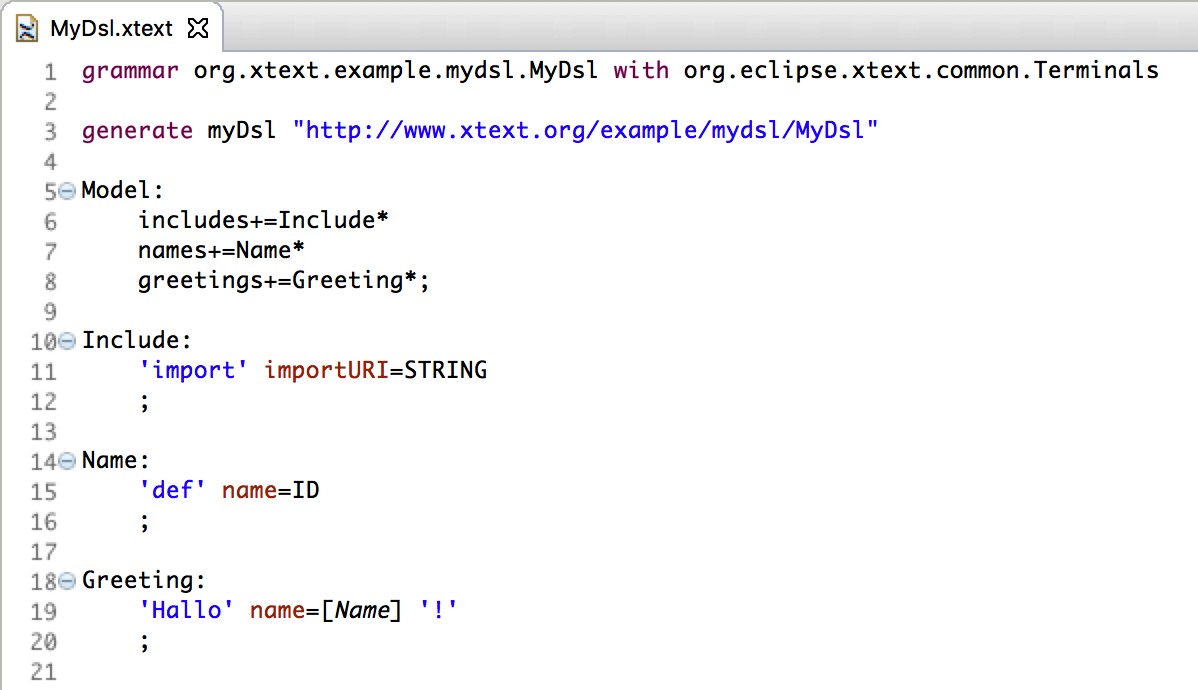 MyDsl.xtext
1 grammar org.xtext.example.mydsl.MyDsl with org.eclipse.xtext.common.Terminals
2
3 generate myDsl "http://www.xtext.org/example/mydsl/MyDsl"
4
5 Model:
6     includes+=Include*
7     names+=Name*
8     greetings+=Greeting*;
9
10 Include:
11     'import' importURI=STRING
12     ;
13
14 Name:
15     'def' name=ID
16     ;
17
18 Greeting:
19     'Hallo' name=[Name] '!'
20     ;
21